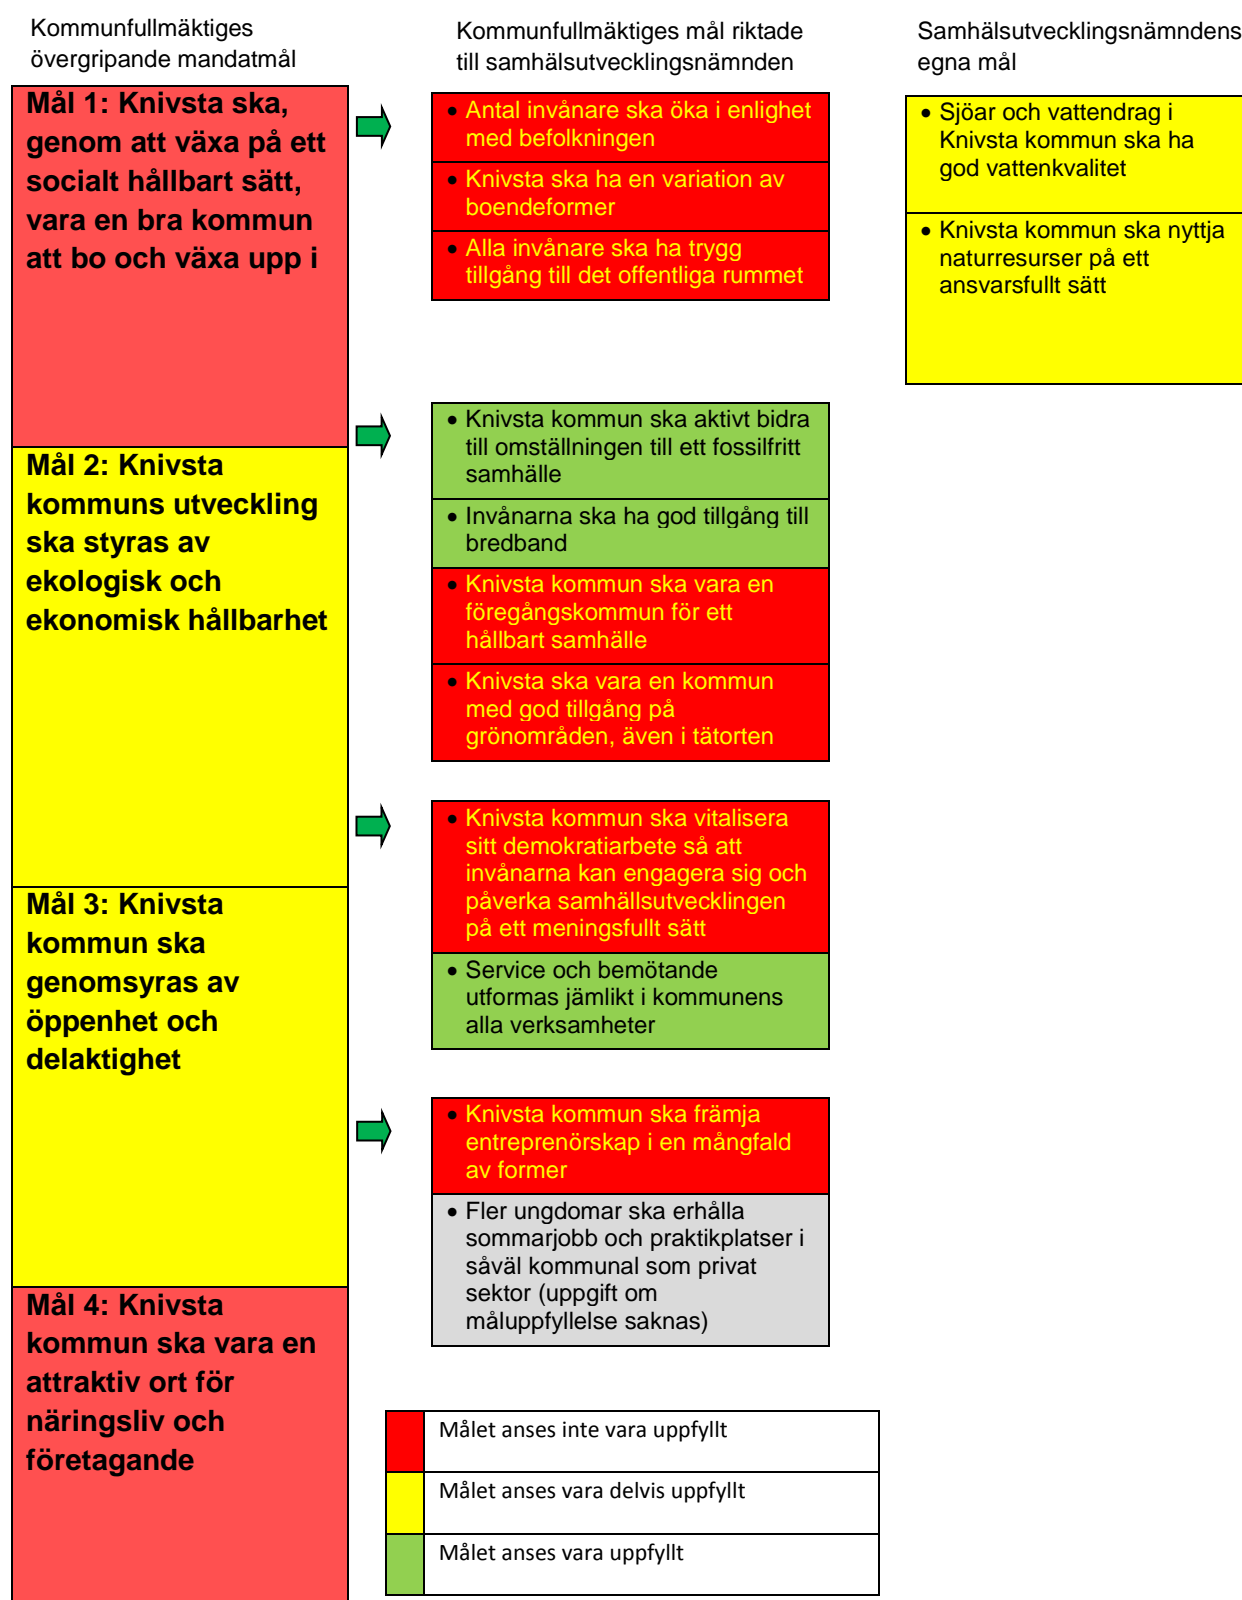 Kommunfullmäktiges
övergripande mandatmål
Mål 1: Knivsta ska,
genom att växa på ett
socialt hållbart sätt,
vara en bra kommun
att bo och växa upp i
Mål 2: Knivsta
kommuns utveckling
ska styras av
ekologisk och
ekonomisk hållbarhet
Mål 3: Knivsta
kommun ska
genomsyras av
öppenhet och
delaktighet
Mål 4: Knivsta
kommun ska vara en
attraktiv ort för
näringsliv och
företagande
Kommunfullmäktiges mål riktade
till samhälsutvecklingsnämnden
• Antal invånare ska öka i enlighet
med befolkningen
• Knivsta ska ha en variation av
boendeformer
• Alla invånare ska ha trygg
tillgång till det offentliga rummet
• Knivsta kommun ska aktivt bidra
till omställningen till ett fossilfritt
samhälle
• Invånarna ska ha god tillgång till
bredband
• Knivsta kommun ska vara en
föregångskommun för ett
hållbart samhälle
• Knivsta ska vara en kommun
med god tillgång på
grönområden, även i tätorten
• Knivsta kommun ska vitalisera
sitt demokratiarbete så att
invånarna kan engagera sig och
påverka samhällsutvecklingen
på ett meningsfullt sätt
• Service och bemötande
utformas jämlikt i kommunens
alla verksamheter
• Knivsta kommun ska främja
entreprenörskap i en mångfald
av former
• Fler ungdomar ska erhålla
sommarjobb och praktikplatser i
såväl kommunal som privat
sektor (uppgift om
måluppfyllelse saknas)
Samhälsutvecklingsnämndens
egna mål
• Sjöar och vattendrag i
Knivsta kommun ska ha
god vattenkvalitet
• Knivsta kommun ska nyttja
naturresurser på ett
ansvarsfullt sätt
Målet anses inte vara uppfyllt
Målet anses vara delvis uppfyllt
Målet anses vara uppfyllt